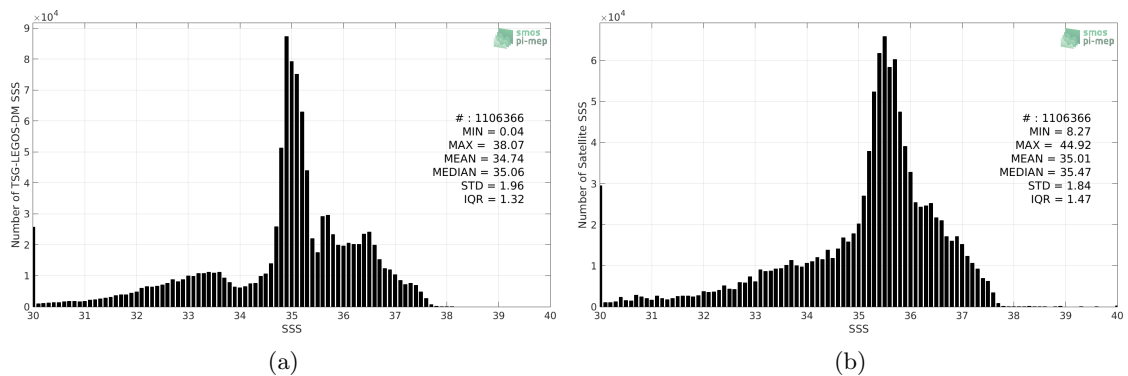 ×10⁴
smos
pi-mep
9
8
7
6
5
4
3
2
1
0
Number of TSG-LEGOS-DM SSS
# : 1106366
MIN = 0.04
MAX = 38.07
MEAN = 34.74
MEDIAN = 35.06
STD = 1.96
IQR = 1.32
30 31 32 33 34 35 36 37 38 39 40
SSS
(a)
×10⁴
smos
pi-mep
6
5
4
3
2
1
0
Number of Satellite SSS
# : 1106366
MIN = 8.27
MAX = 44.92
MEAN = 35.01
MEDIAN = 35.47
STD = 1.84
IQR = 1.47
30 31 32 33 34 35 36 37 38 39 40
SSS
(b)